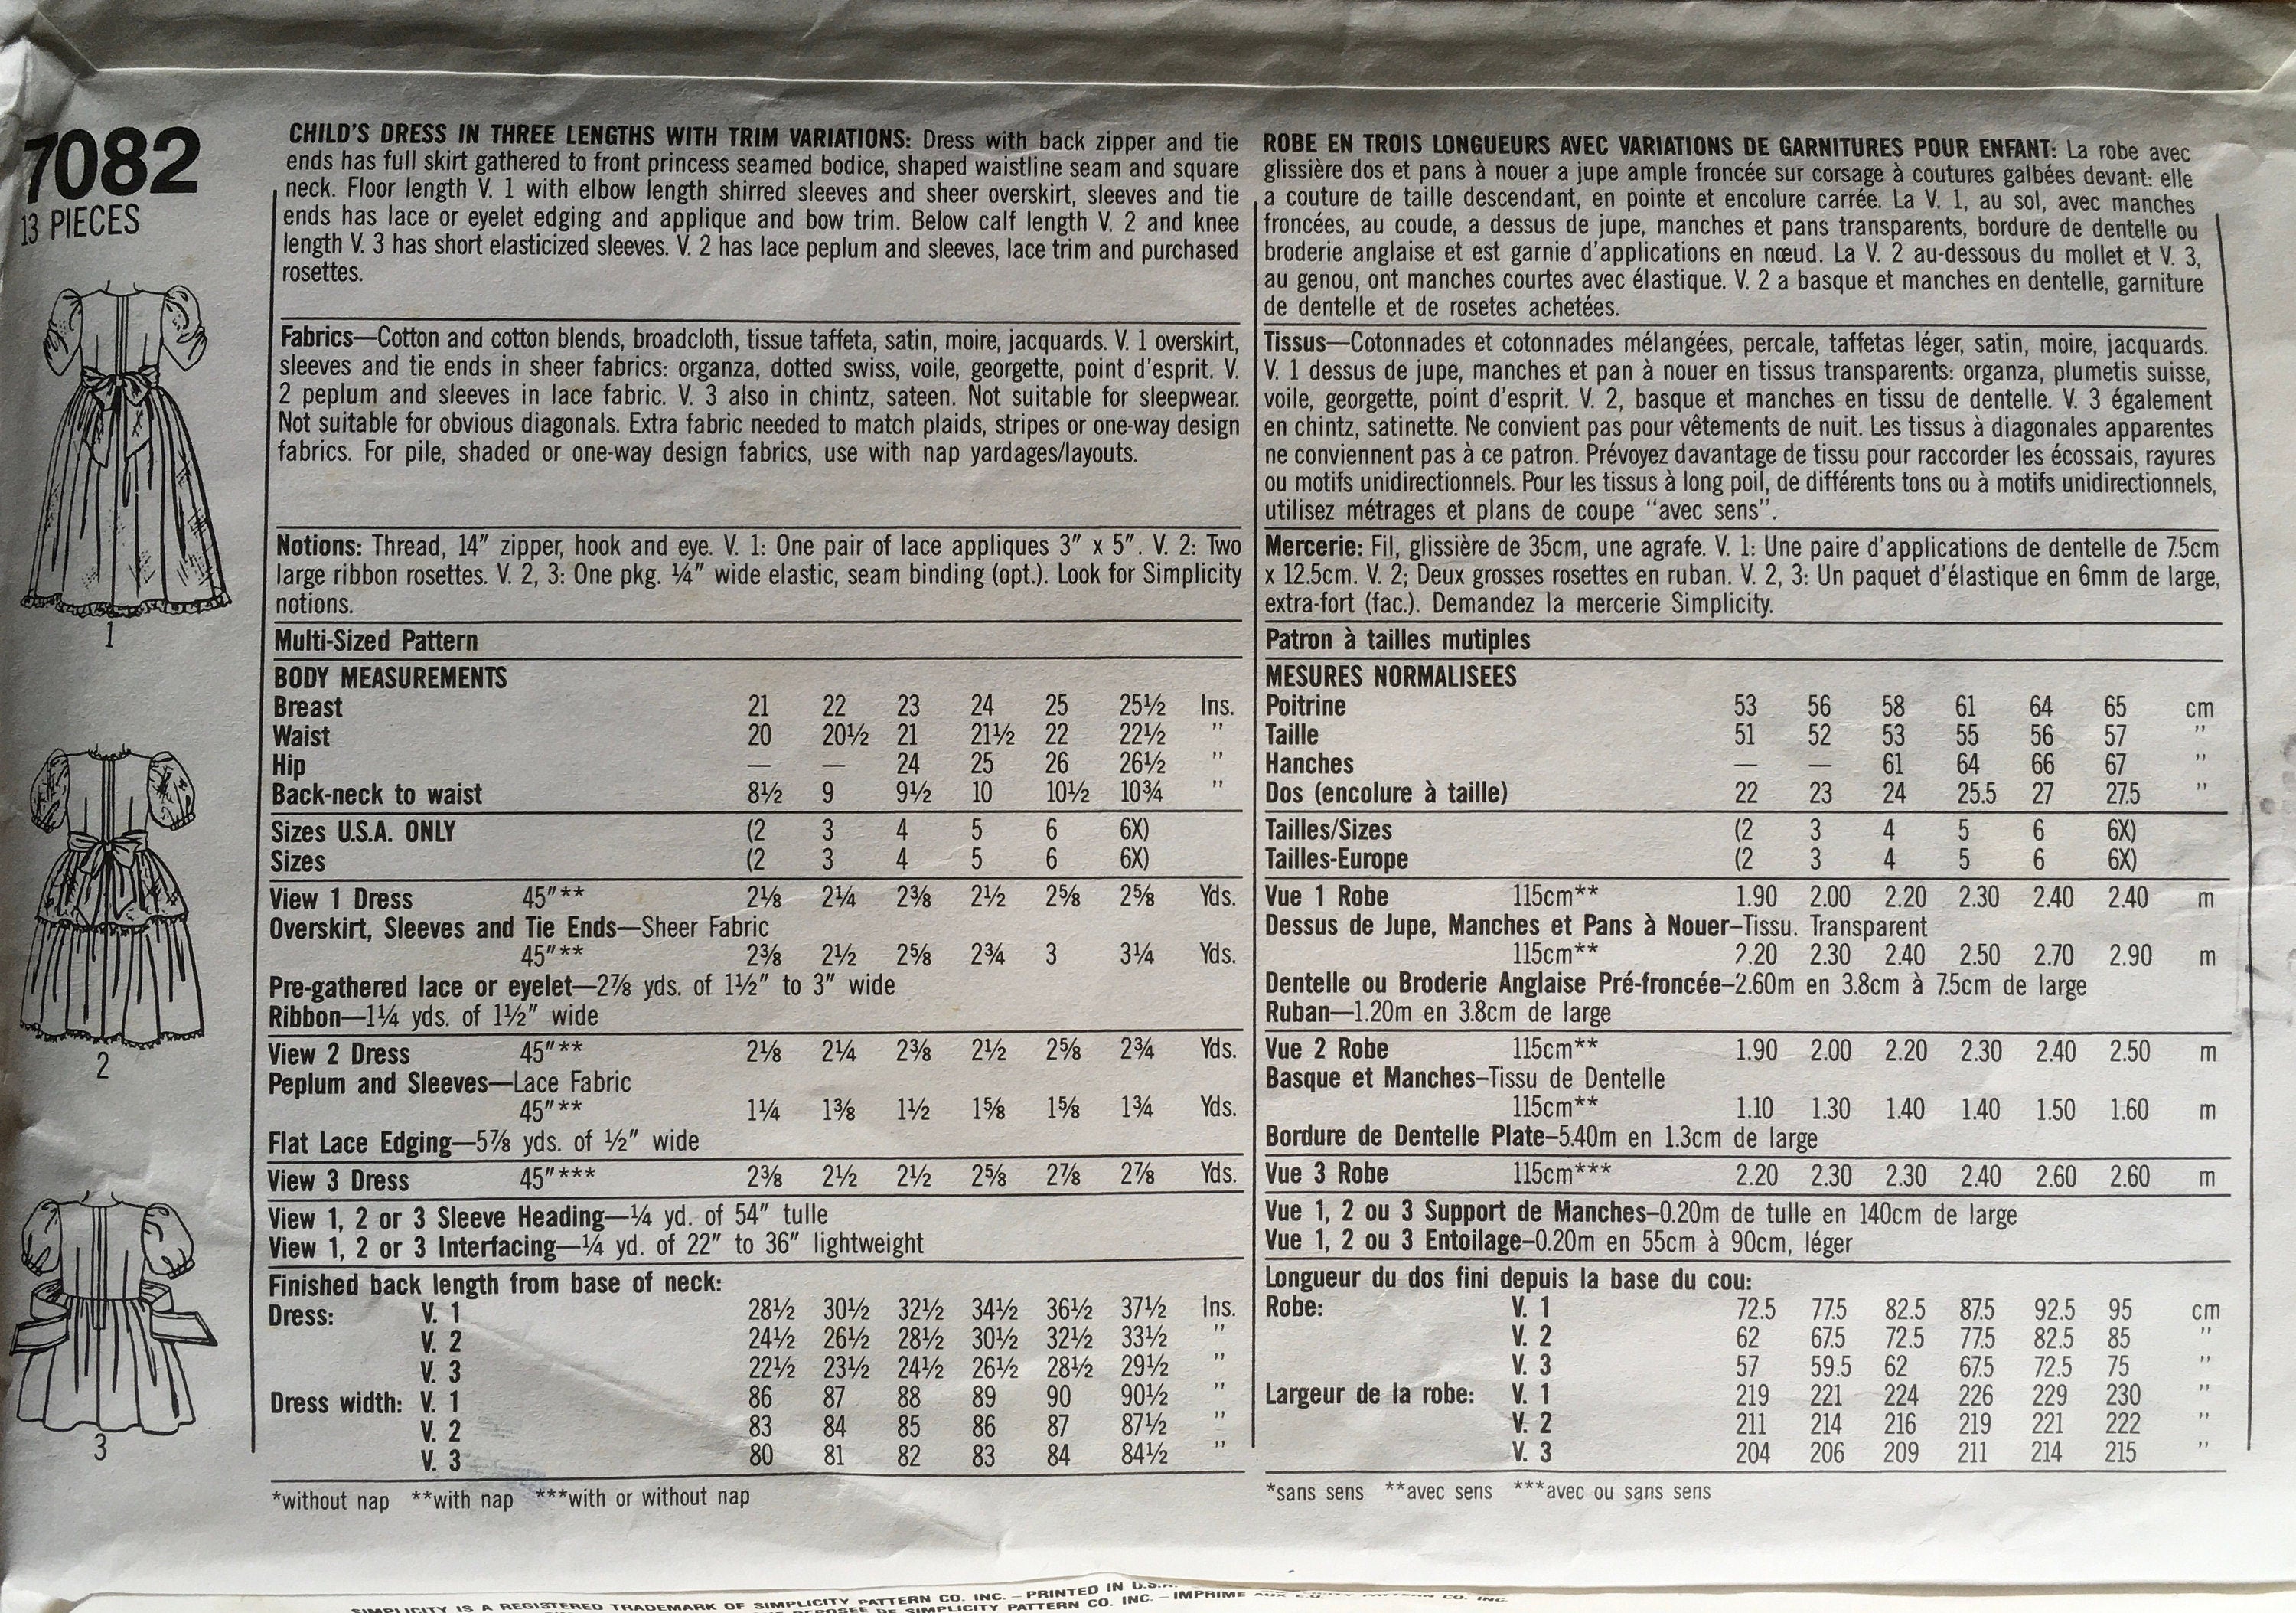 7082
13 PIECES
1
2
3
CHILD'S DRESS IN THREE LENGTHS WITH TRIM VARIATIONS: Dress with back zipper and tie
ends has full skirt gathered to front princess seamed bodice, shaped waistline seam and square
neck. Floor length V. 1 with elbow length shirred sleeves and sheer overskirt, sleeves and tie
ends has lace or eyelet edging and applique and bow trim. Below calf length V. 2 and knee
length V. 3 has short elasticized sleeves. V. 2 has lace peplum and sleeves, lace trim and purchased
rosettes.
Fabrics—Cotton and cotton blends, broadcloth, tissue taffeta, satin, moire, jacquards. V. 1 overskirt,
sleeves and tie ends in sheer fabrics: organza, dotted swiss, voile, georgette, point d'esprit. V.
2 peplum and sleeves in lace fabric. V. 3 also in chintz, sateen. Not suitable for sleepwear.
Not suitable for obvious diagonals. Extra fabric needed to match plaids, stripes or one-way design
fabrics. For pile, shaded or one-way design fabrics, use with nap yardages/layouts.
Notions: Thread, 14″ zipper, hook and eye. V. 1: One pair of lace appliques 3″ x 5″. V. 2: Two
large ribbon rosettes. V. 2, 3: One pkg. ¼″ wide elastic, seam binding (opt.). Look for Simplicity
notions.
Multi-Sized Pattern
BODY MEASUREMENTS
Breast 21 22 23 24 25 25½ Ins.
Waist 20 20½ 21 21½ 22 22½ ″
Hip — — 24 25 26 26½ ″
Back-neck to waist 8½ 9 9½ 10 10½ 10¾ ″
Sizes U.S.A. ONLY (2 3 4 5 6 6X)
Sizes (2 3 4 5 6 6X)
View 1 Dress 45″** 2⅛ 2¼ 2⅜ 2½ 2⅝ 2⅝ Yds.
Overskirt, Sleeves and Tie Ends—Sheer Fabric
45″** 2⅜ 2½ 2⅝ 2¾ 3 3¼ Yds.
Pre-gathered lace or eyelet—2⅞ yds. of 1½″ to 3″ wide
Ribbon—1¼ yds. of 1½″ wide
View 2 Dress 45″** 2⅛ 2¼ 2⅜ 2½ 2⅝ 2¾ Yds.
Peplum and Sleeves—Lace Fabric
45″** 1¼ 1⅜ 1½ 1⅝ 1⅝ 1¾ Yds.
Flat Lace Edging—5⅞ yds. of ½″ wide
View 3 Dress 45″*** 2⅜ 2½ 2½ 2⅝ 2⅞ 2⅞ Yds.
View 1, 2 or 3 Sleeve Heading—¼ yd. of 54″ tulle
View 1, 2 or 3 Interfacing—¼ yd. of 22″ to 36″ lightweight
Finished back length from base of neck:
Dress: V. 1 28½ 30½ 32½ 34½ 36½ 37½ Ins.
V. 2 24½ 26½ 28½ 30½ 32½ 33½ ″
V. 3 22½ 23½ 24½ 26½ 28½ 29½ ″
Dress width: V. 1 86 87 88 89 90 90½ ″
V. 2 83 84 85 86 87 87½ ″
V. 3 80 81 82 83 84 84½ ″
*without nap **with nap ***with or without nap
ROBE EN TROIS LONGUEURS AVEC VARIATIONS DE GARNITURES POUR ENFANT: La robe avec
glissière dos et pans à nouer a jupe ample froncée sur corsage à coutures galbées devant: elle
a couture de taille descendant, en pointe et encolure carrée. La V. 1, au sol, avec manches
froncées, au coude, a dessus de jupe, manches et pans transparents, bordure de dentelle ou
broderie anglaise et est garnie d'applications en nœud. La V. 2 au-dessous du mollet et V. 3,
au genou, ont manches courtes avec élastique. V. 2 a basque et manches en dentelle, garniture
de dentelle et de rosetes achetées.
Tissus—Cotonnades et cotonnades mélangées, percale, taffetas léger, satin, moire, jacquards.
V. 1 dessus de jupe, manches et pan à nouer en tissus transparents: organza, plumetis suisse,
voile, georgette, point d'esprit. V. 2, basque et manches en tissu de dentelle. V. 3 également
en chintz, satinette. Ne convient pas pour vêtements de nuit. Les tissus à diagonales apparentes
ne conviennent pas à ce patron. Prévoyez davantage de tissu pour raccorder les écossais, rayures
ou motifs unidirectionnels. Pour les tissus à long poil, de différents tons ou à motifs unidirectionnels,
utilisez métrages et plans de coupe "avec sens".
Mercerie: Fil, glissière de 35cm, une agrafe. V. 1: Une paire d'applications de dentelle de 7.5cm
x 12.5cm. V. 2; Deux grosses rosettes en ruban. V. 2, 3: Un paquet d'élastique en 6mm de large,
extra-fort (fac.). Demandez la mercerie Simplicity.
Patron à tailles mutiples
MESURES NORMALISEES
Poitrine 53 56 58 61 64 65 cm
Taille 51 52 53 55 56 57 ″
Hanches — — 61 64 66 67 ″
Dos (encolure à taille) 22 23 24 25.5 27 27.5 ″
Tailles/Sizes (2 3 4 5 6 6X)
Tailles-Europe (2 3 4 5 6 6X)
Vue 1 Robe 115cm** 1.90 2.00 2.20 2.30 2.40 2.40 m
Dessus de Jupe, Manches et Pans à Nouer–Tissu. Transparent
115cm** 2.20 2.30 2.40 2.50 2.70 2.90 m
Dentelle ou Broderie Anglaise Pré-froncée–2.60m en 3.8cm à 7.5cm de large
Ruban—1.20m en 3.8cm de large
Vue 2 Robe 115cm** 1.90 2.00 2.20 2.30 2.40 2.50 m
Basque et Manches–Tissu de Dentelle
115cm** 1.10 1.30 1.40 1.40 1.50 1.60 m
Bordure de Dentelle Plate–5.40m en 1.3cm de large
Vue 3 Robe 115cm*** 2.20 2.30 2.30 2.40 2.60 2.60 m
Vue 1, 2 ou 3 Support de Manches–0.20m de tulle en 140cm de large
Vue 1, 2 ou 3 Entoilage–0.20m en 55cm à 90cm, léger
Longueur du dos fini depuis la base du cou:
Robe: V. 1 72.5 77.5 82.5 87.5 92.5 95 cm
V. 2 62 67.5 72.5 77.5 82.5 85 ″
V. 3 57 59.5 62 67.5 72.5 75 ″
Largeur de la robe: V. 1 219 221 224 226 229 230 ″
V. 2 211 214 216 219 221 222 ″
V. 3 204 206 209 211 214 215 ″
*sans sens **avec sens ***avec ou sans sens
SIMPLICITY IS A REGISTERED TRADEMARK OF SIMPLICITY PATTERN CO. INC. – PRINTED IN U.S.A.
DE SIMPLICITY PATTERN CO. INC. – IMPRIME AUX PATTERN CO. INC.